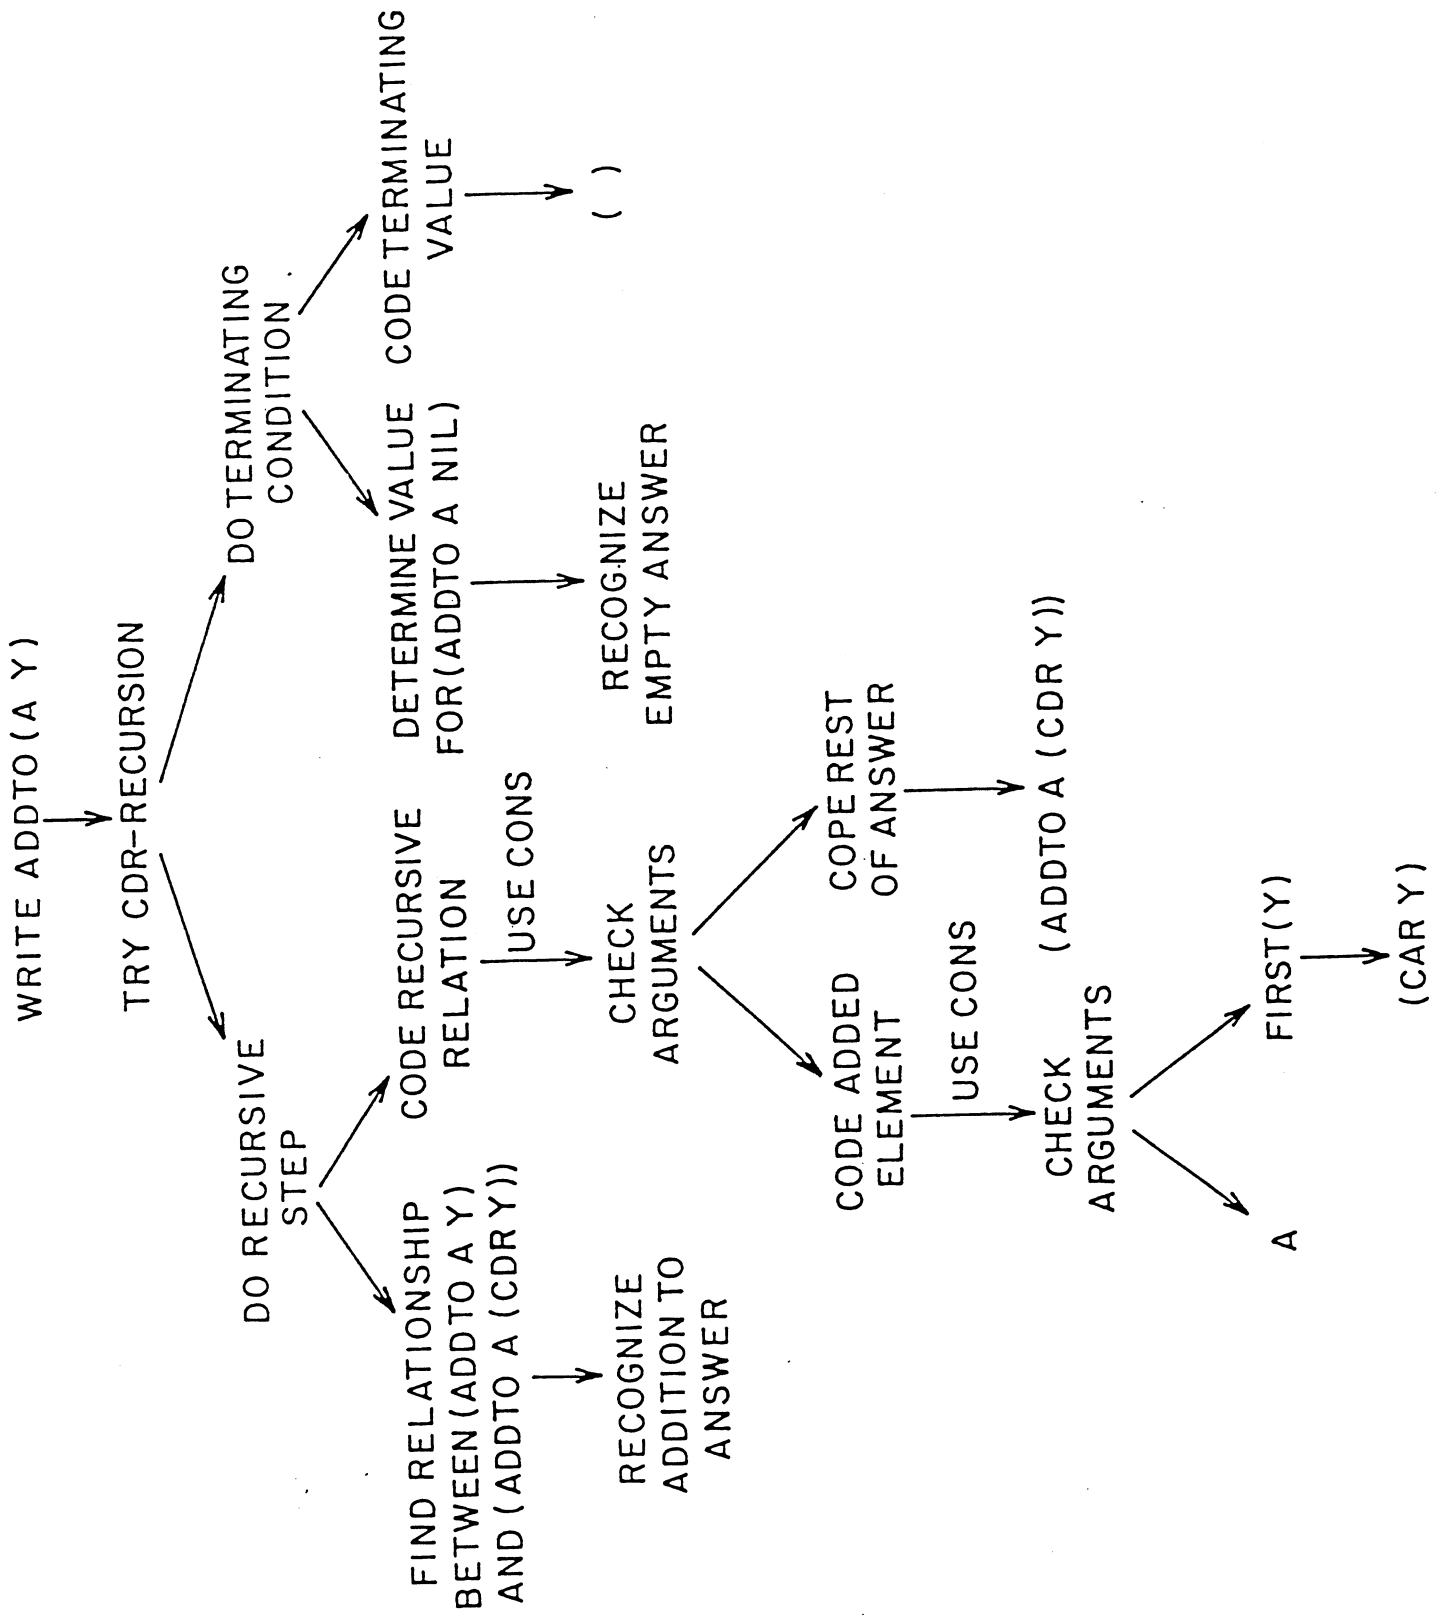 WRITE ADDTO (A Y)
TRY CDR-RECURSION
DO RECURSIVE
STEP
DO TERMINATING
CONDITION
FIND RELATIONSHIP
BETWEEN (ADDTO A Y)
AND (ADDTO A (CDR Y))
CODE RECURSIVE
RELATION
DETERMINE VALUE
FOR (ADDTO A NIL)
CODE TERMINATING
VALUE
USE CONS
RECOGNIZE
ADDITION TO
ANSWER
CHECK
ARGUMENTS
RECOGNIZE
EMPTY ANSWER
( )
CODE ADDED
ELEMENT
COPE REST
OF ANSWER
USE CONS
CHECK
ARGUMENTS
(ADDTO A (CDR Y))
A
FIRST (Y)
(CAR Y)